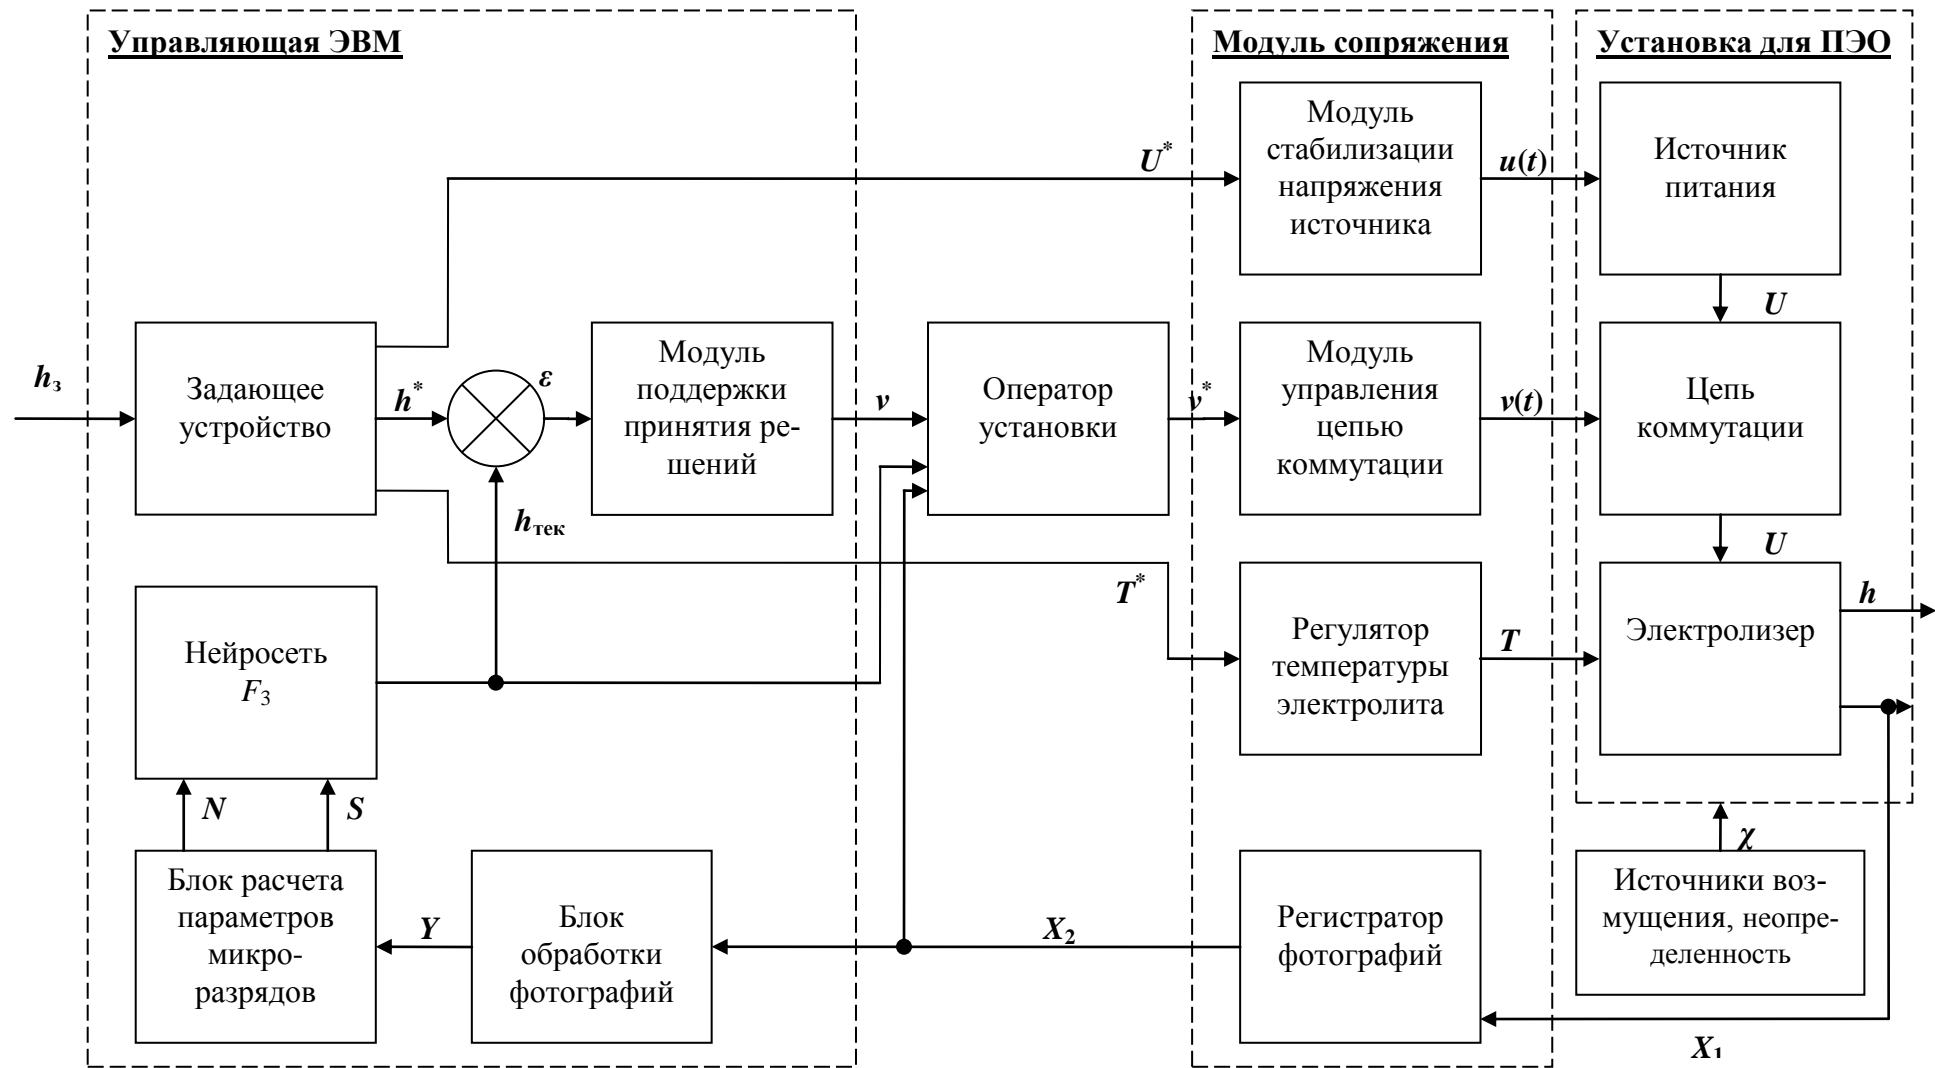 Управляющая ЭВМ
Модуль сопряжения
Установка для ПЭО
Модуль
стабилизации
напряжения
источника
Источник
питания
U*
u(t)
U
hз
Задающее
устройство
h*
ε
Модуль
поддержки
принятия ре-
шений
v
Оператор
установки
v*
Модуль
управления
цепью
коммутации
v(t)
Цепь
коммутации
hтек
U
T*
Нейросеть
F3
Регулятор
температуры
электролита
T
Электролизер
h
N
S
χ
Блок расчета
параметров
микро-
разрядов
Y
Блок
обработки
фотографий
X2
Регистратор
фотографий
Источники воз-
мущения, неопре-
деленность
X1